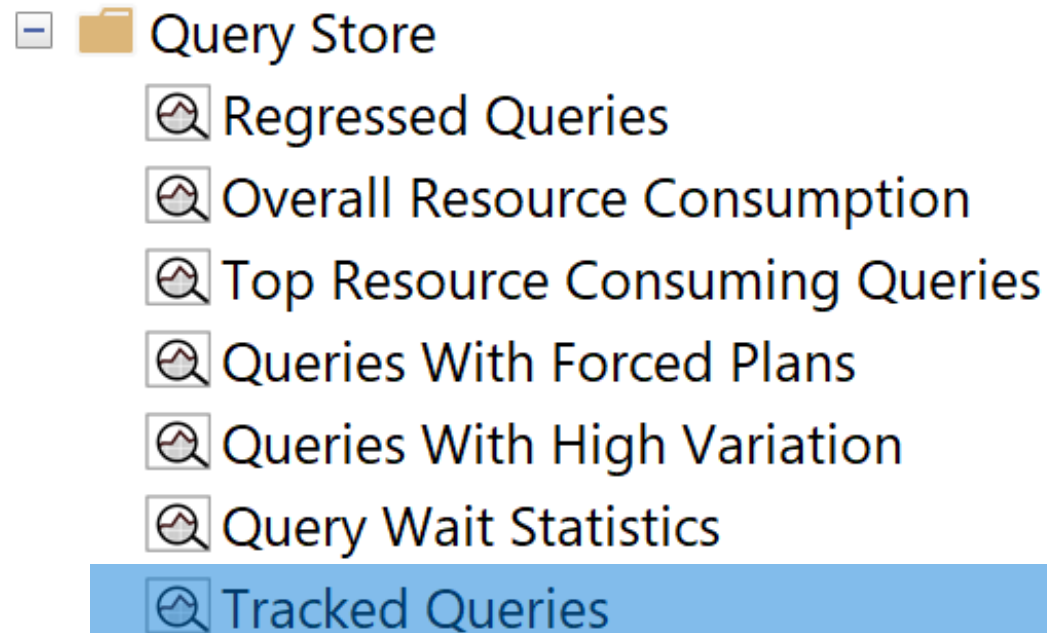 Query Store
Regressed Queries
Overall Resource Consumption
Top Resource Consuming Queries
Queries With Forced Plans
Queries With High Variation
Query Wait Statistics
Tracked Queries